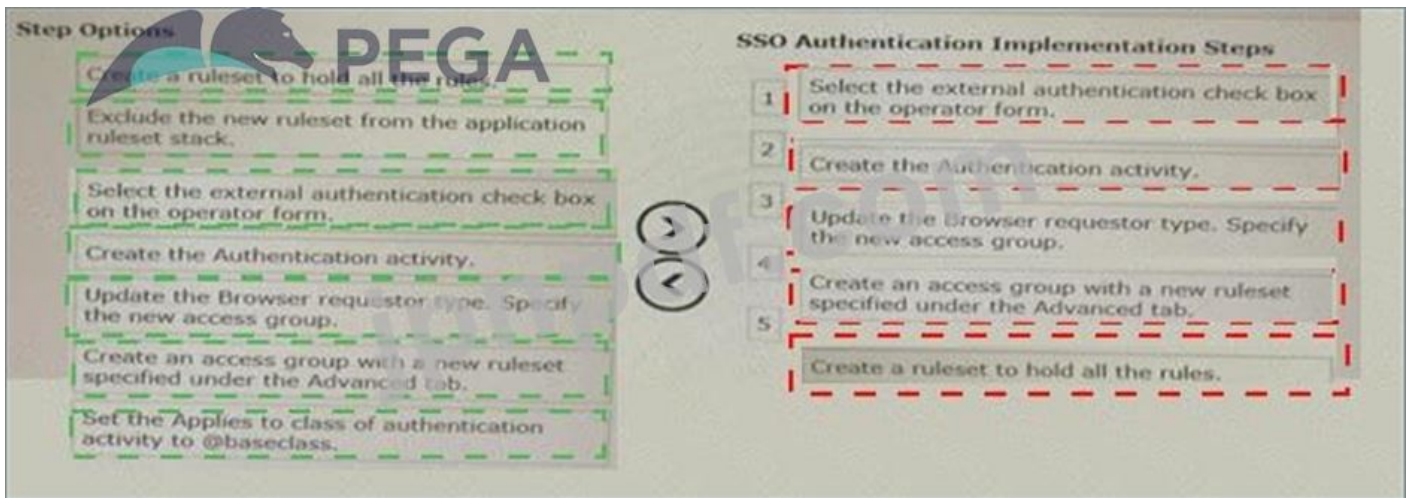 Step Options
PEGA
Create a ruleset to hold all the rules.
Exclude the new ruleset from the application
ruleset stack.
Select the external authentication check box
on the operator form.
Create the Authentication activity.
Update the Browser requestor type. Specify
the new access group.
Create an access group with a new ruleset
specified under the Advanced tab.
Set the Applies to class of authentication
activity to @baseclass.
SSO Authentication Implementation Steps
1
Select the external authentication check box
on the operator form.
2
Create the Authentication activity.
3
Update the Browser requestor type. Specify
the new access group.
4
Create an access group with a new ruleset
specified under the Advanced tab.
5
Create a ruleset to hold all the rules.